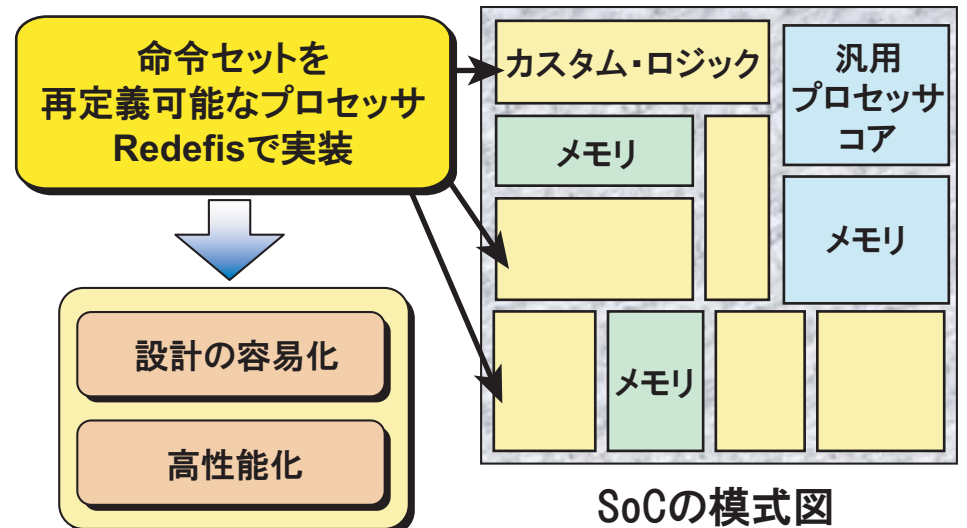 命令セットを
再定義可能なプロセッサ
Redefisで実装
カスタム・ロジック
汎用
プロセッサ
コア
メモリ
メモリ
設計の容易化
メモリ
高性能化
SoCの模式図